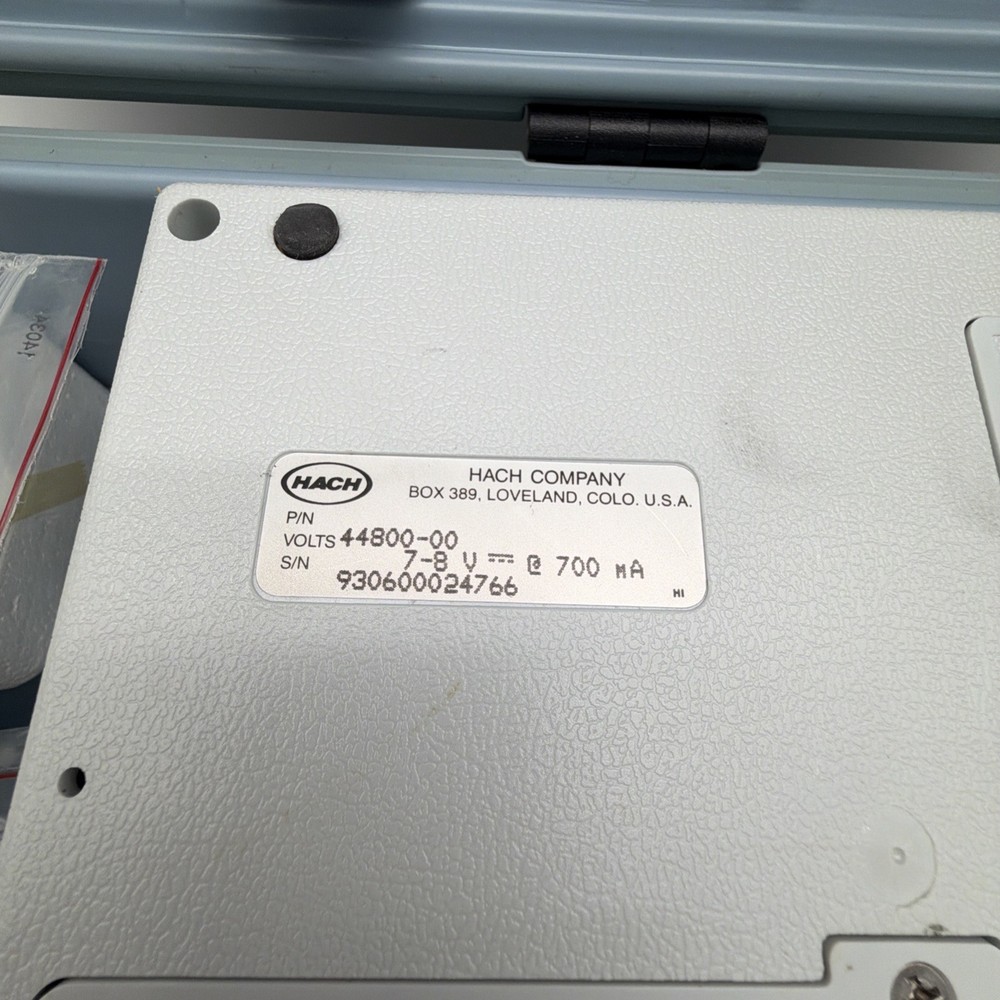 HACH
HACH COMPANY
BOX 389, LOVELAND, COLO. U.S.A.
P/N
VOLTS 44800-00
S/N 7-8 V ⎓ @ 700 mA
930600024766
HI